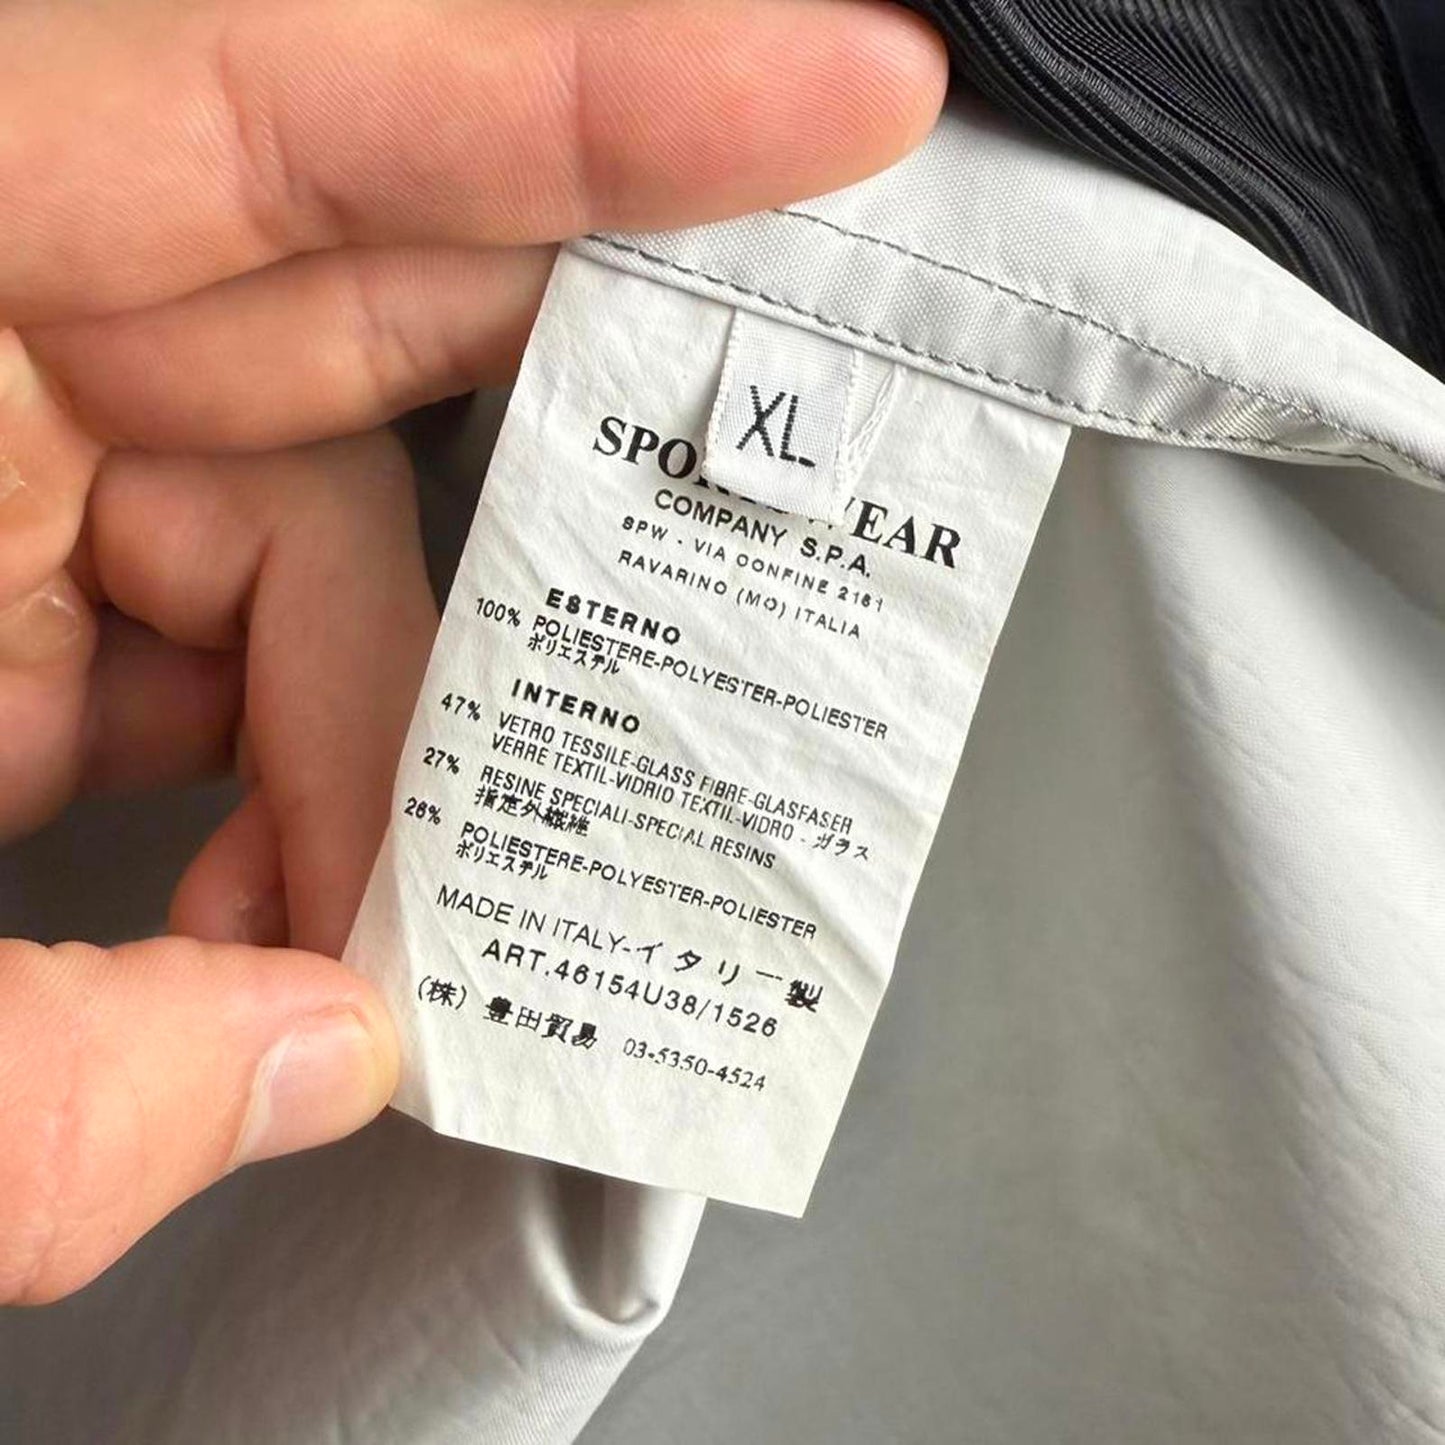 XL
COMPANY S.P.A.
SPW - VIA CONFINE 2161
RAVARINO (MO) ITALIA
ESTERNO
100% POLIESTERE-POLYESTER-POLIESTER
ポリエステル
INTERNO
47% VETRO TESSILE-GLASS FIBRE-GLASFASER
VERRE TEXTIL-VIDRIO TEXTIL-VIDRO - ガラス
27% RESINE SPECIALI-SPECIAL RESINS
指定外繊維
26% POLIESTERE-POLYESTER-POLIESTER
ポリエステル
MADE IN ITALY-イタリー製
ART.46154U38/1526
(株) 豊田貿易 03-5350-4524